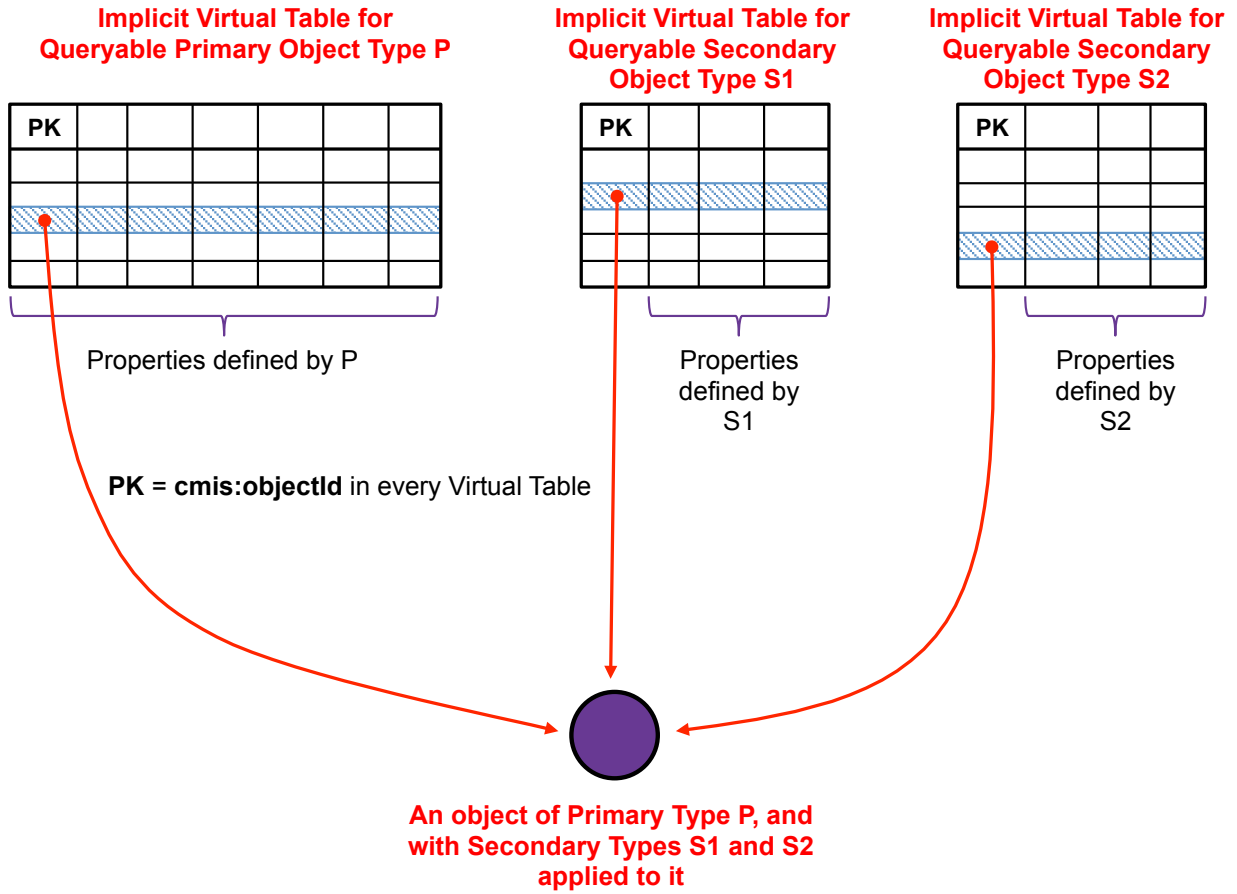 Implicit Virtual Table for
Queryable Primary Object Type P
Implicit Virtual Table for
Queryable Secondary
Object Type S1
Implicit Virtual Table for
Queryable Secondary
Object Type S2
PK
PK
PK
Properties defined by P
Properties
defined by
S1
Properties
defined by
S2
PK = cmis:objectId in every Virtual Table
An object of Primary Type P, and
with Secondary Types S1 and S2
applied to it